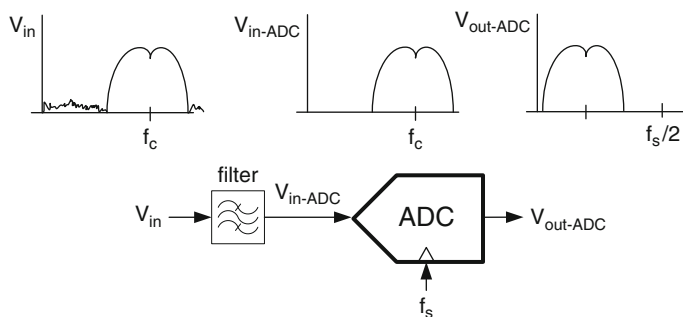 V_in
V_in-ADC
V_out-ADC
f_c
f_c
f_s/2
filter
V_in
V_in-ADC
ADC
V_out-ADC
f_s